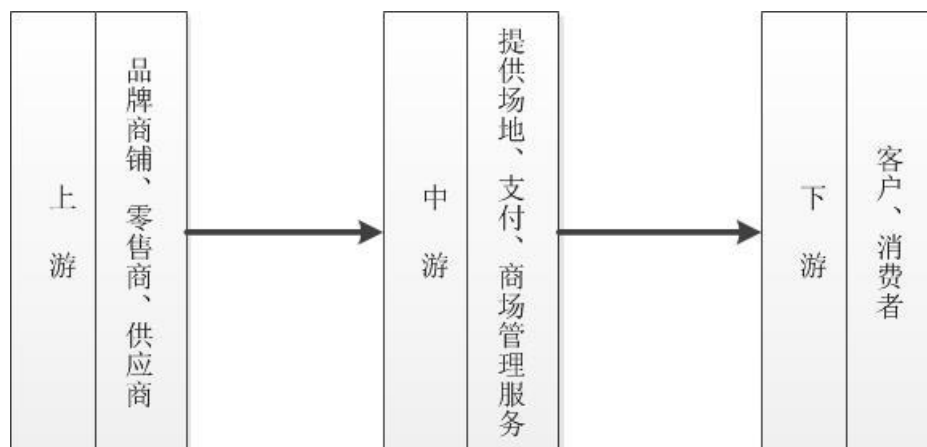 上游
品牌商铺、零售商、供应商
中游
提供场地、支付、商场管理服务
下游
客户、消费者